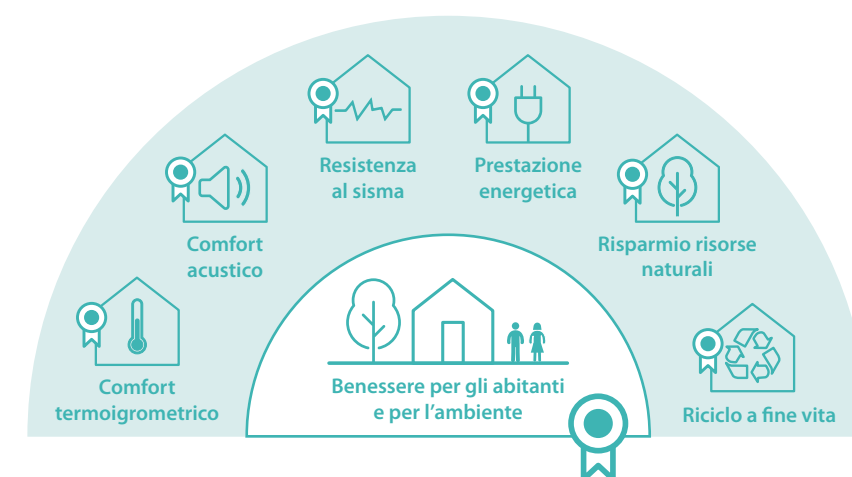 Resistenza
al sisma
Prestazione
energetica
Comfort
acustico
Risparmio risorse
naturali
Comfort
termoigrometrico
Benessere per gli abitanti
e per l'ambiente
Riciclo a fine vita